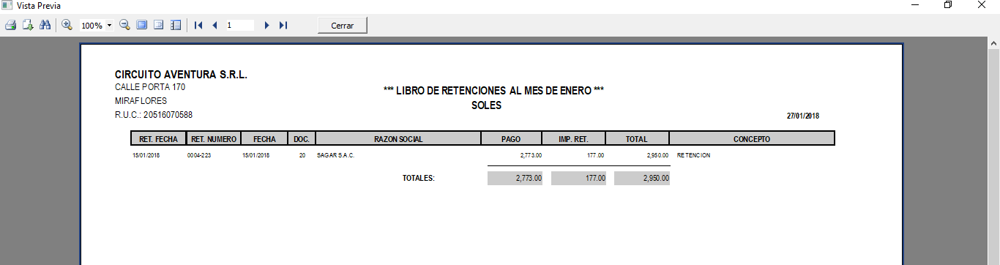 Vista Previa
100%
1
Cerrar
CIRCUITO AVENTURA S.R.L.
CALLE PORTA 170
MIRAFLORES
R.U.C.: 20516070588
*** LIBRO DE RETENCIONES AL MES DE ENERO ***
SOLES
27/01/2018
RET. FECHA RET. NUMERO FECHA DOC. RAZON SOCIAL PAGO IMP. RET. TOTAL CONCEPTO
15/01/2018 0004-223 15/01/2018 20 SAGAR S.A.C. 2,773.00 177.00 2,950.00 RETENCION
TOTALES: 2,773.00 177.00 2,950.00